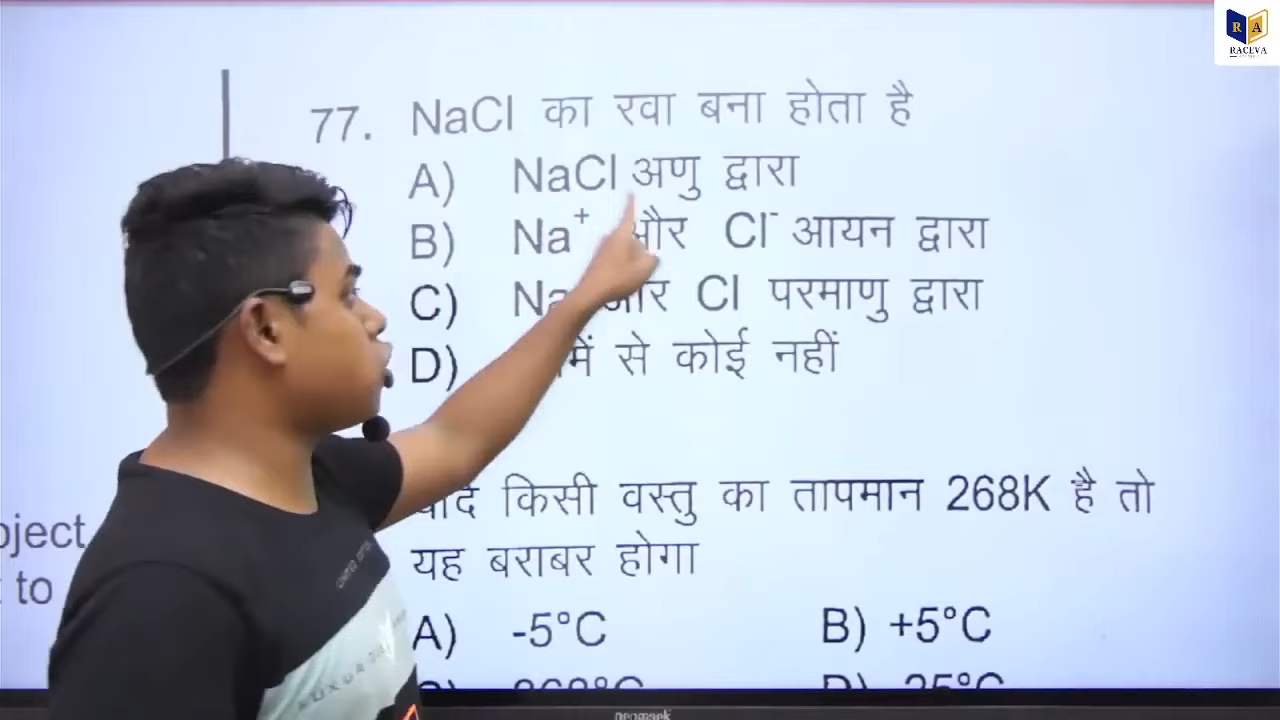 R A
RACEVA
77. NaCl का रवा बना होता है
A) NaCl अणु द्वारा
B) Na⁺ और Cl⁻ आयन द्वारा
C) Na और Cl परमाणु द्वारा
D) में से कोई नहीं
यदि किसी वस्तु का तापमान 268K है तो
यह बराबर होगा
A) -5°C B) +5°C
to